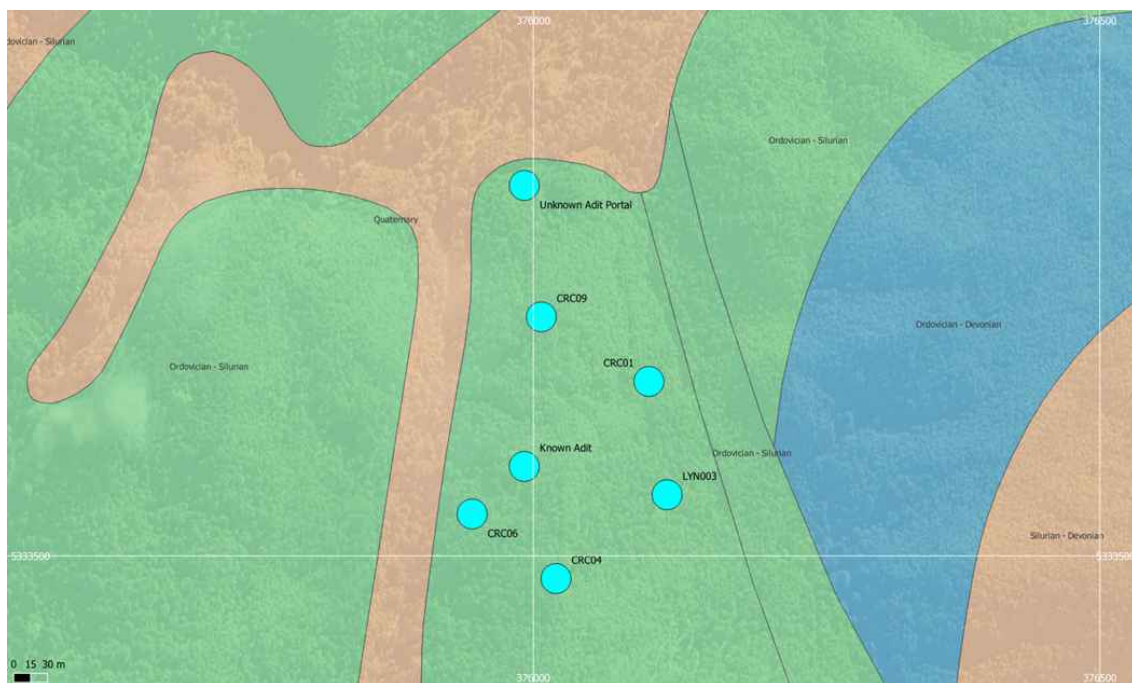 376000
376500
dovician - Silurian
Ordovician - Silurian
Unknown Adit Portal
Quaternary
CRC09
Ordovician - Devonian
CRC01
Ordovician - Silurian
Known Adit
Ordovician - Silurian
LYN003
CRC06
Silurian - Devonian
5333500
5333500
CRC04
0 15 30 m
376000
376500